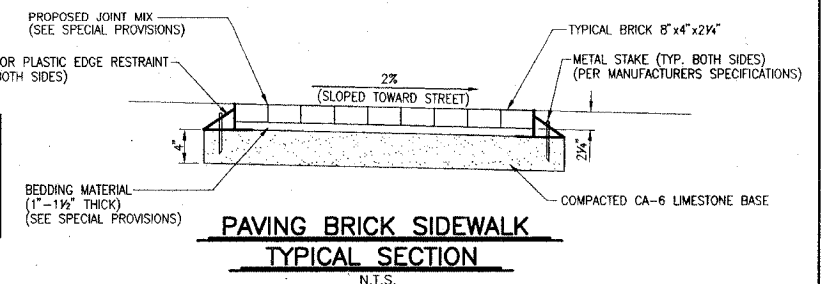 PROPOSED JOINT MIX
(SEE SPECIAL PROVISIONS)
OR PLASTIC EDGE RESTRAINT
BOTH SIDES)
2%
(SLOPED TOWARD STREET)
TYPICAL BRICK 8"x4"x2¼"
METAL STAKE (TYP. BOTH SIDES)
(PER MANUFACTURERS SPECIFICATIONS)
4"
2¼"
BEDDING MATERIAL
(1"-1½" THICK)
(SEE SPECIAL PROVISIONS)
COMPACTED CA-6 LIMESTONE BASE
PAVING BRICK SIDEWALK
TYPICAL SECTION
N.T.S.